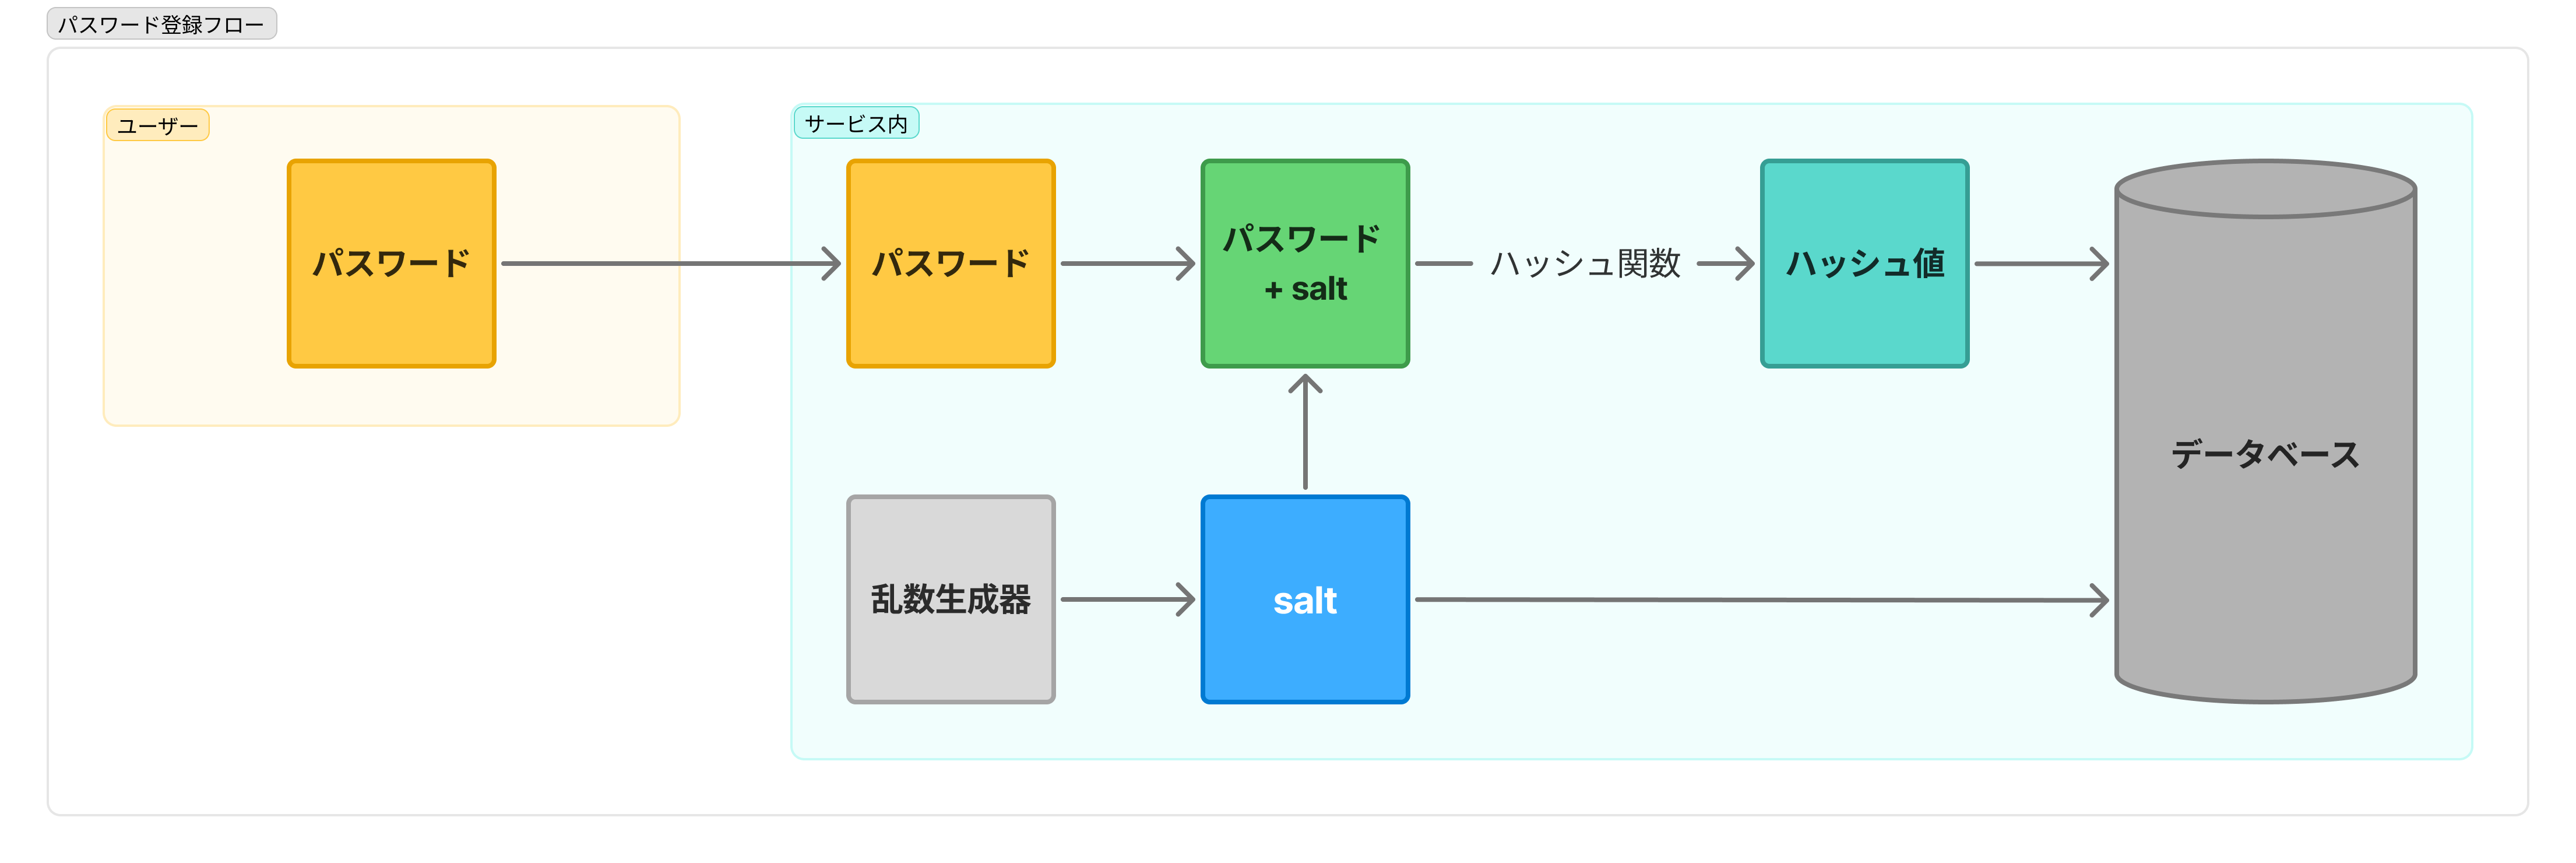 パスワード登録フロー
ユーザー
サービス内
パスワード
パスワード
パスワード
+ salt
ハッシュ関数
ハッシュ値
データベース
乱数生成器
salt